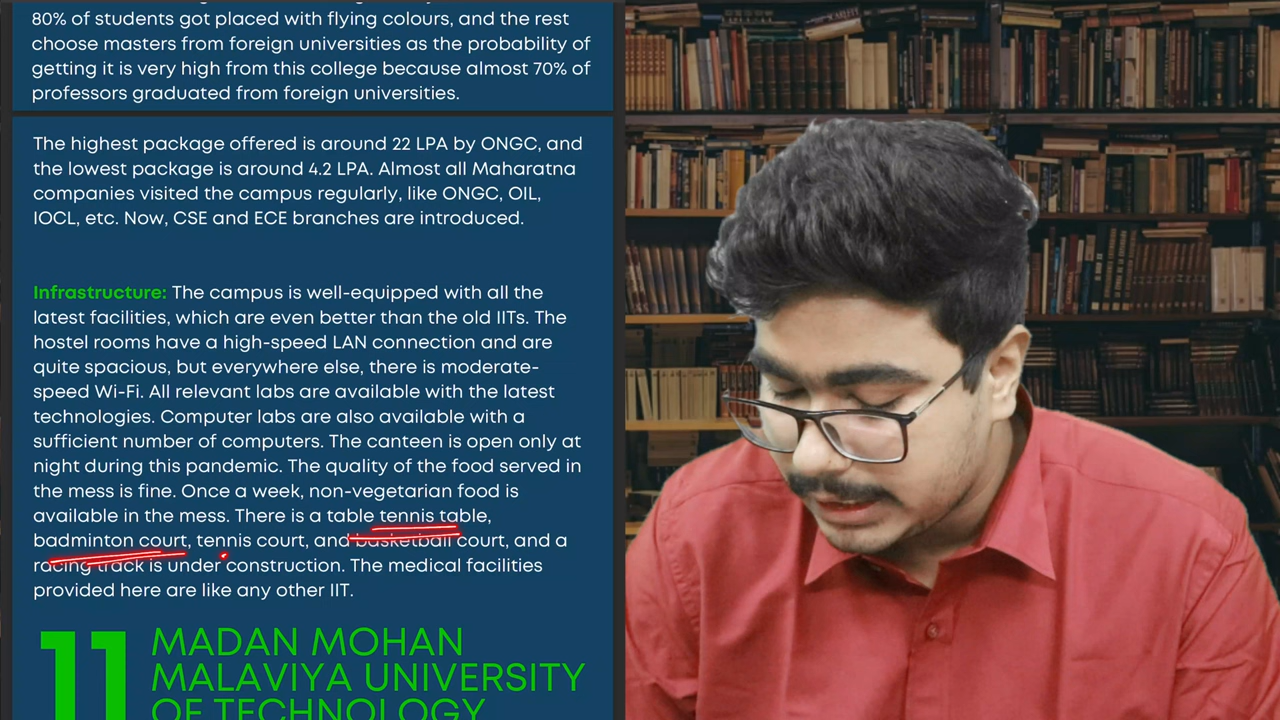 80% of students got placed with flying colours, and the rest
choose masters from foreign universities as the probability of
getting it is very high from this college because almost 70% of
professors graduated from foreign universities.
The highest package offered is around 22 LPA by ONGC, and
the lowest package is around 4.2 LPA. Almost all Maharatna
companies visited the campus regularly, like ONGC, OIL,
IOCL, etc. Now, CSE and ECE branches are introduced.
Infrastructure: The campus is well-equipped with all the
latest facilities, which are even better than the old IITs. The
hostel rooms have a high-speed LAN connection and are
quite spacious, but everywhere else, there is moderate-
speed Wi-Fi. All relevant labs are available with the latest
technologies. Computer labs are also available with a
sufficient number of computers. The canteen is open only at
night during this pandemic. The quality of the food served in
the mess is fine. Once a week, non-vegetarian food is
available in the mess. There is a table tennis table,
badminton court, tennis court, and basketball court, and a
racing track is under construction. The medical facilities
provided here are like any other IIT.
11 MADAN MOHAN
MALAVIYA UNIVERSITY
OF TECHNOLOGY